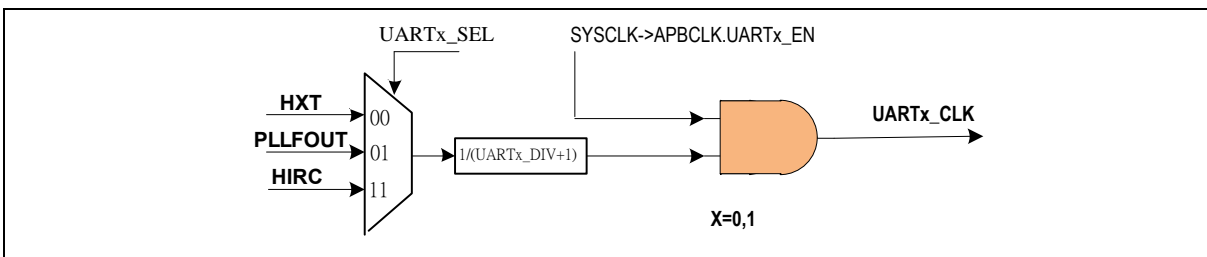 UARTx_SEL
SYSCLK->APBCLK.UARTx_EN
HXT
00
PLLFOUT
01
HIRC
11
1/(UARTx_DIV+1)
UARTx_CLK
X=0,1